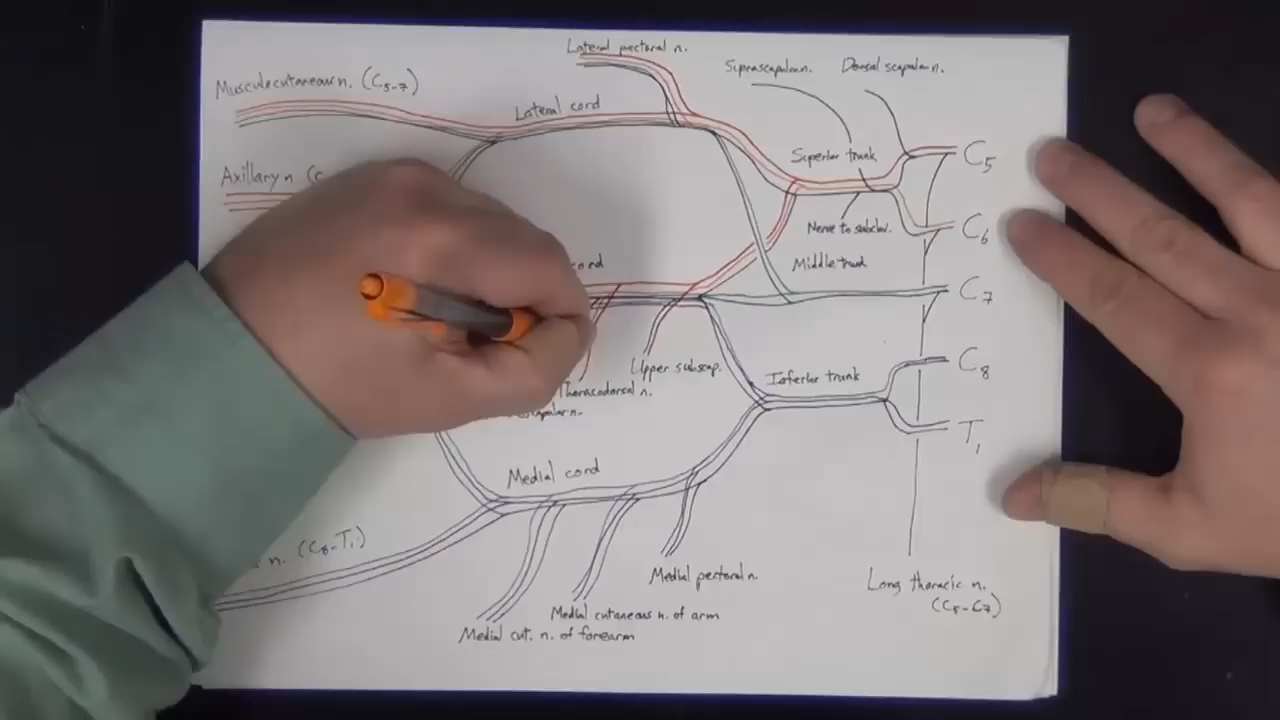 Lateral pectoral n.
Suprascapular n.
Dorsal scapular n.
Musculocutaneous n. (C5-7)
Lateral cord
Superior trunk
C5
Axillary n (C
Nerve to subclav.
C6
ord
Middle trunk
C7
Upper subscap.
Inferior trunk
C8
Thoracodorsal n.
apular n.
T1
Medial cord
n. (C8-T1)
Medial pectoral n.
Long thoracic n.
(C5-C7)
Medial cutaneous n. of arm
Medial cut. n. of forearm